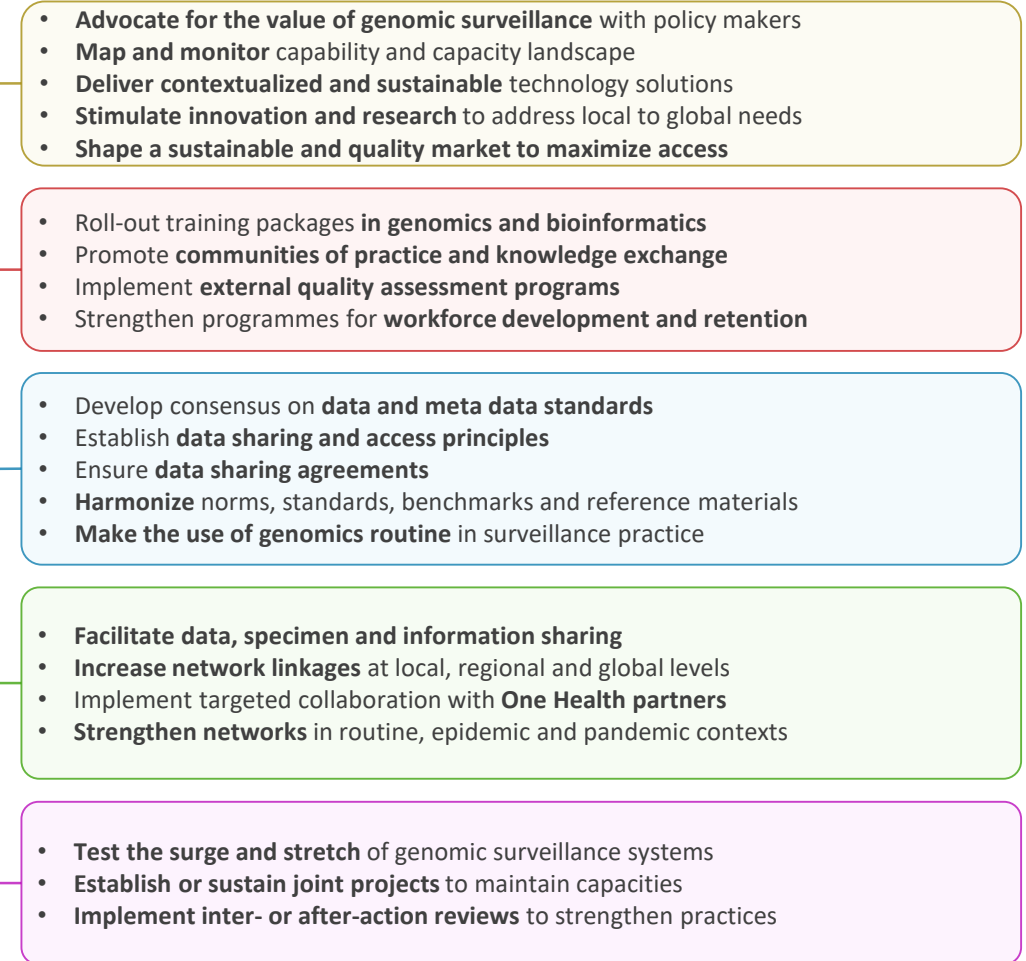 • Advocate for the value of genomic surveillance with policy makers
• Map and monitor capability and capacity landscape
• Deliver contextualized and sustainable technology solutions
• Stimulate innovation and research to address local to global needs
• Shape a sustainable and quality market to maximize access
• Roll-out training packages in genomics and bioinformatics
• Promote communities of practice and knowledge exchange
• Implement external quality assessment programs
• Strengthen programmes for workforce development and retention
• Develop consensus on data and meta data standards
• Establish data sharing and access principles
• Ensure data sharing agreements
• Harmonize norms, standards, benchmarks and reference materials
• Make the use of genomics routine in surveillance practice
• Facilitate data, specimen and information sharing
• Increase network linkages at local, regional and global levels
• Implement targeted collaboration with One Health partners
• Strengthen networks in routine, epidemic and pandemic contexts
• Test the surge and stretch of genomic surveillance systems
• Establish or sustain joint projects to maintain capacities
• Implement inter- or after-action reviews to strengthen practices